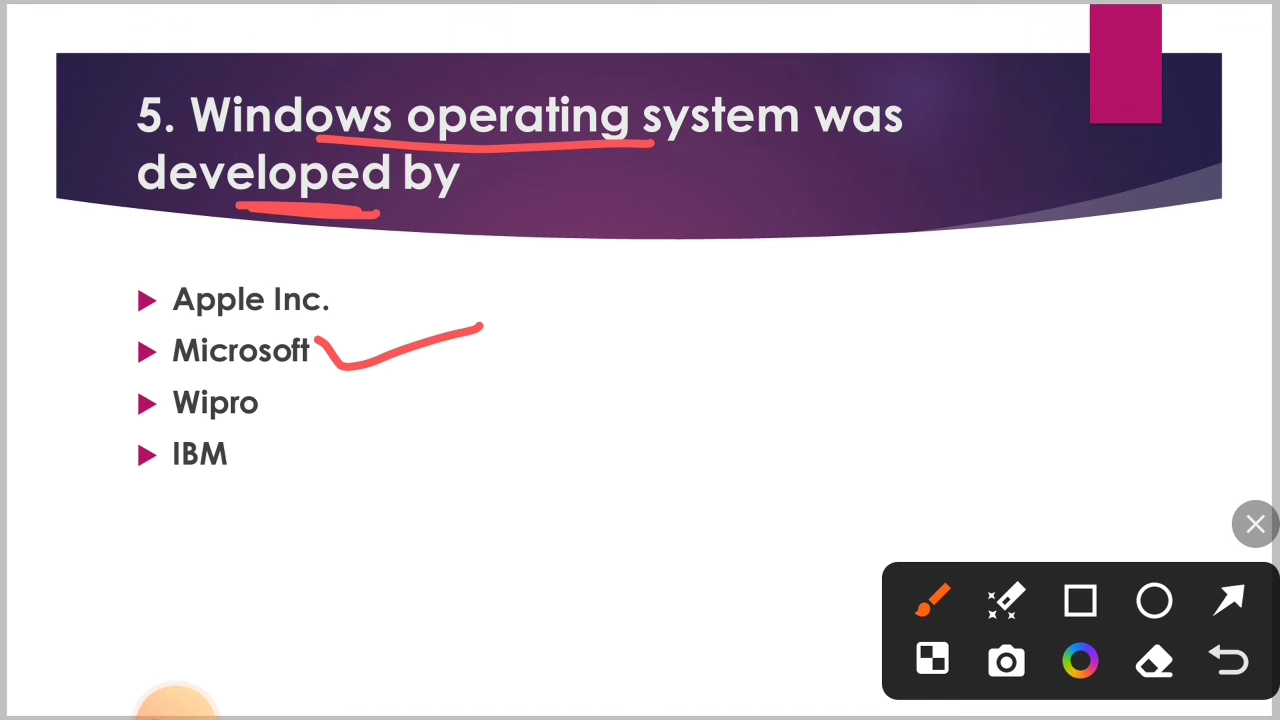 5. Windows operating system was
developed by
Apple Inc.
Microsoft
Wipro
IBM